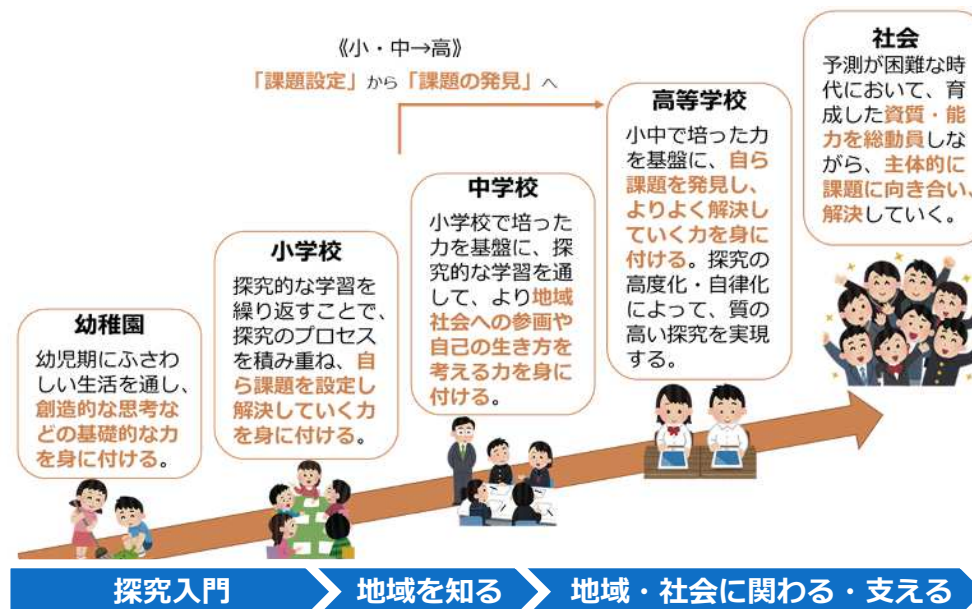 《小・中→高》
「課題設定」から「課題の発見」へ
幼稚園
幼児期にふさわ
しい生活を通し、
創造的な思考な
どの基礎的な力
を身に付ける。
小学校
探究的な学習を
繰り返すことで、
探究のプロセス
を積み重ね、自
ら課題を設定し
解決していく力
を身に付ける。
中学校
小学校で培った
力を基盤に、探
究的な学習を通
して、より地域
社会への参画や
自己の生き方を
考える力を身に
付ける。
高等学校
小中で培った力
を基盤に、自ら
課題を発見し、
よりよく解決し
ていく力を身に
付ける。探究の
高度化・自律化
によって、質の
高い探究を実現
する。
社会
予測が困難な時
代において、育
成した資質・能
力を総動員しな
がら、主体的に
課題に向き合い、
解決していく。
探究入門
地域を知る
地域・社会に関わる・支える